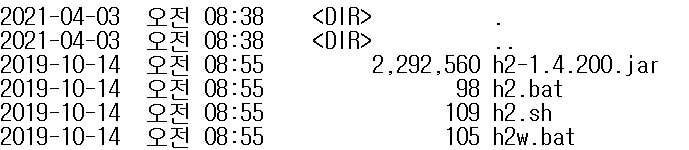 2021-04-03 오전 08:38 <DIR> .
2021-04-03 오전 08:38 <DIR> ..
2019-10-14 오전 08:55 2,292,560 h2-1.4.200.jar
2019-10-14 오전 08:55 98 h2.bat
2019-10-14 오전 08:55 109 h2.sh
2019-10-14 오전 08:55 105 h2w.bat